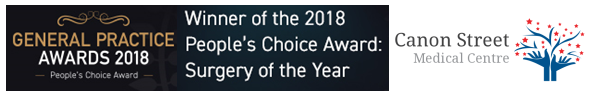 GENERAL PRACTICE
AWARDS 2018
People's Choice Award
Winner of the 2018
People's Choice Award:
Surgery of the Year
Canon Street
Medical Centre